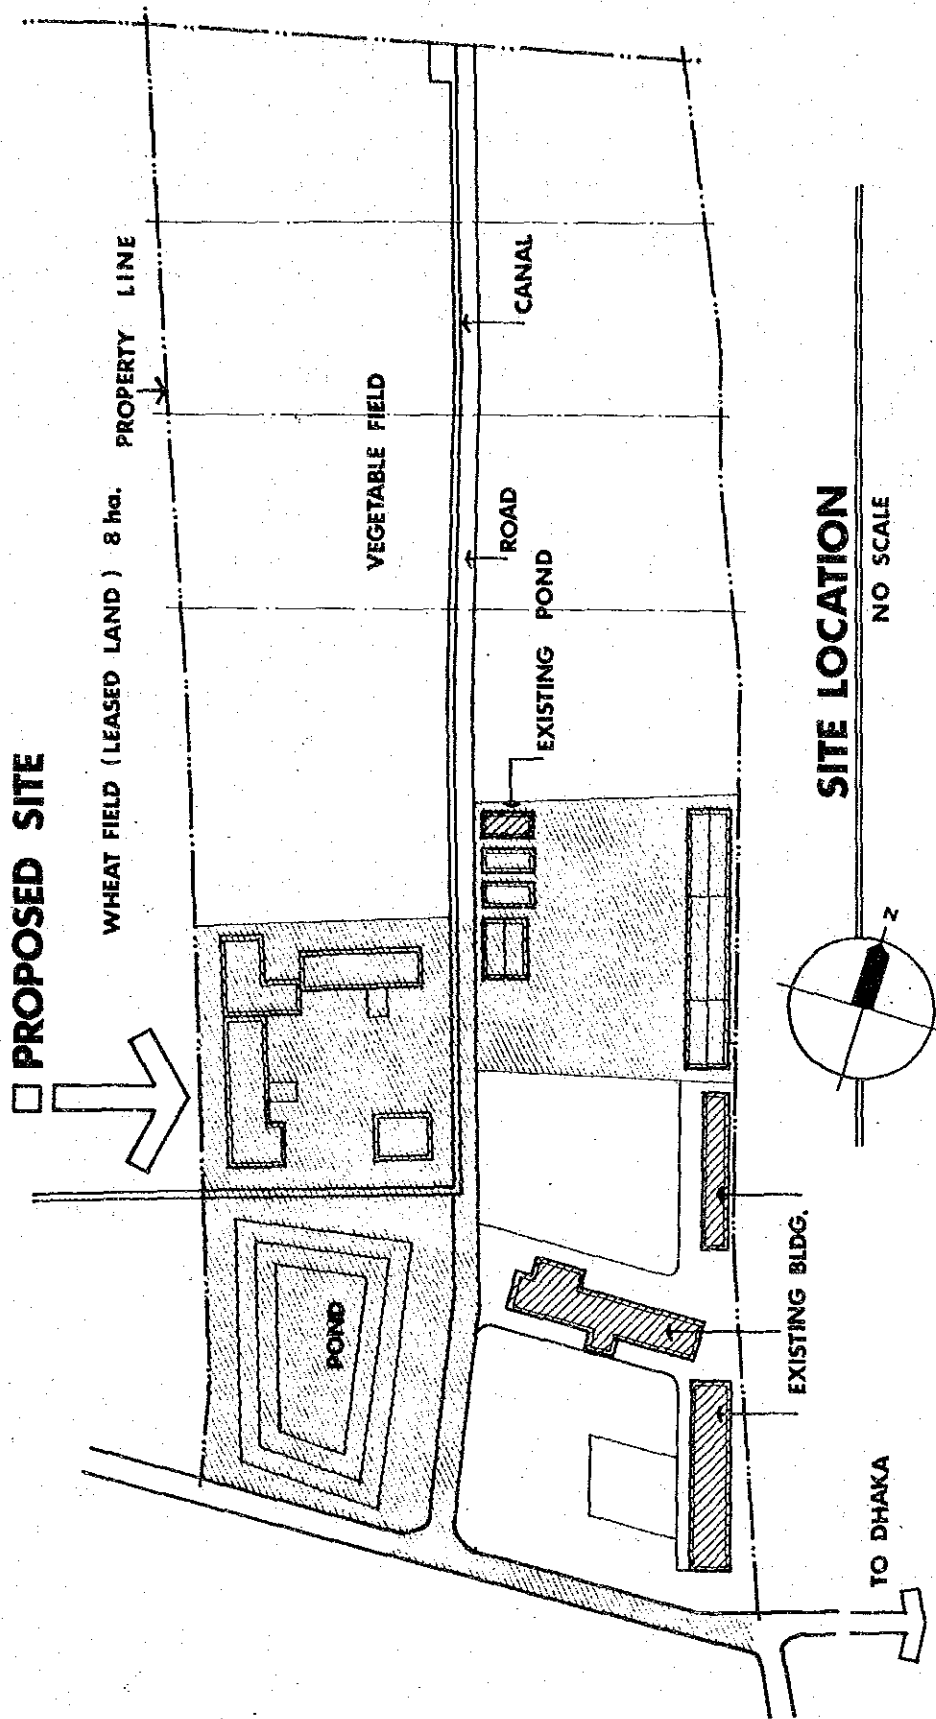 □ PROPOSED SITE
WHEAT FIELD (LEASED LAND) 8 ha.
PROPERTY LINE
VEGETABLE FIELD
CANAL
ROAD
EXISTING POND
POND
EXISTING BLDG.
TO DHAKA
N
SITE LOCATION
NO SCALE